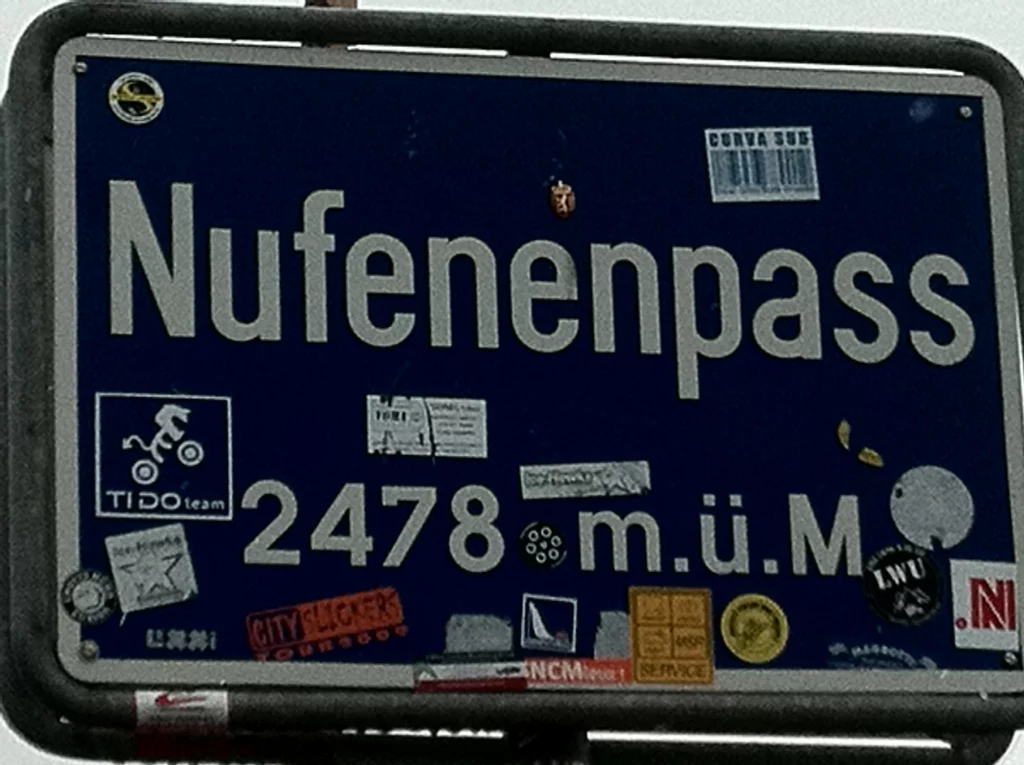 CURVA SUD
Nufenenpass
TIDO team
2478 m.ü.M
CITY SLICKERS
LWU
N
NCM
SERVICE